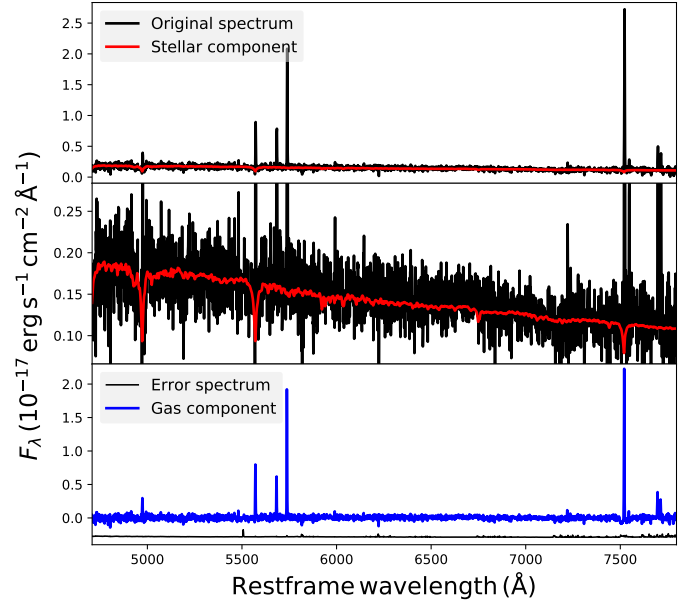 Original spectrum
Stellar component
2.5
2.0
1.5
1.0
0.5
0.0
0.25
0.20
0.15
0.10
Error spectrum
Gas component
2.0
1.5
1.0
0.5
0.0
5000 5500 6000 6500 7000 7500
Restframe wavelength (Å)
F_λ (10⁻¹⁷ erg s⁻¹ cm⁻² Å⁻¹)